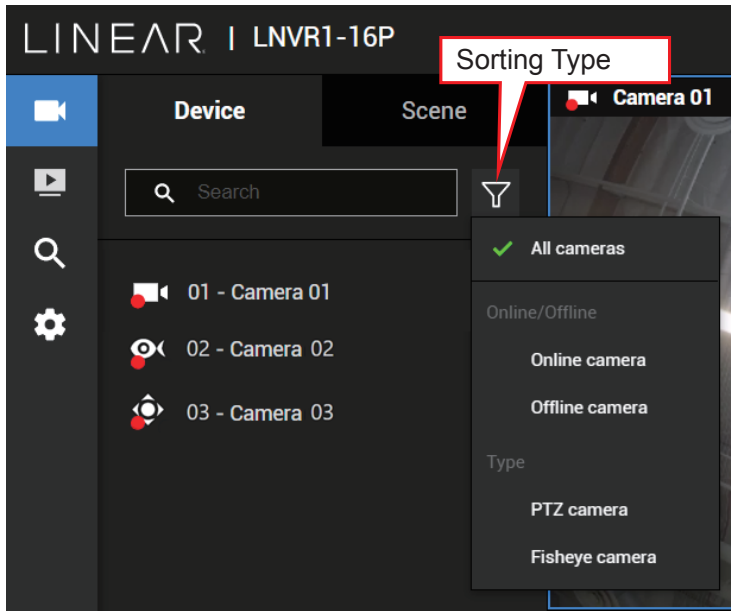 LINEAR | LNVR1-16P
Sorting Type
Device
Scene
Camera 01
Search
All cameras
01 - Camera 01
02 - Camera 02
03 - Camera 03
Online/Offline
Online camera
Offline camera
Type
PTZ camera
Fisheye camera